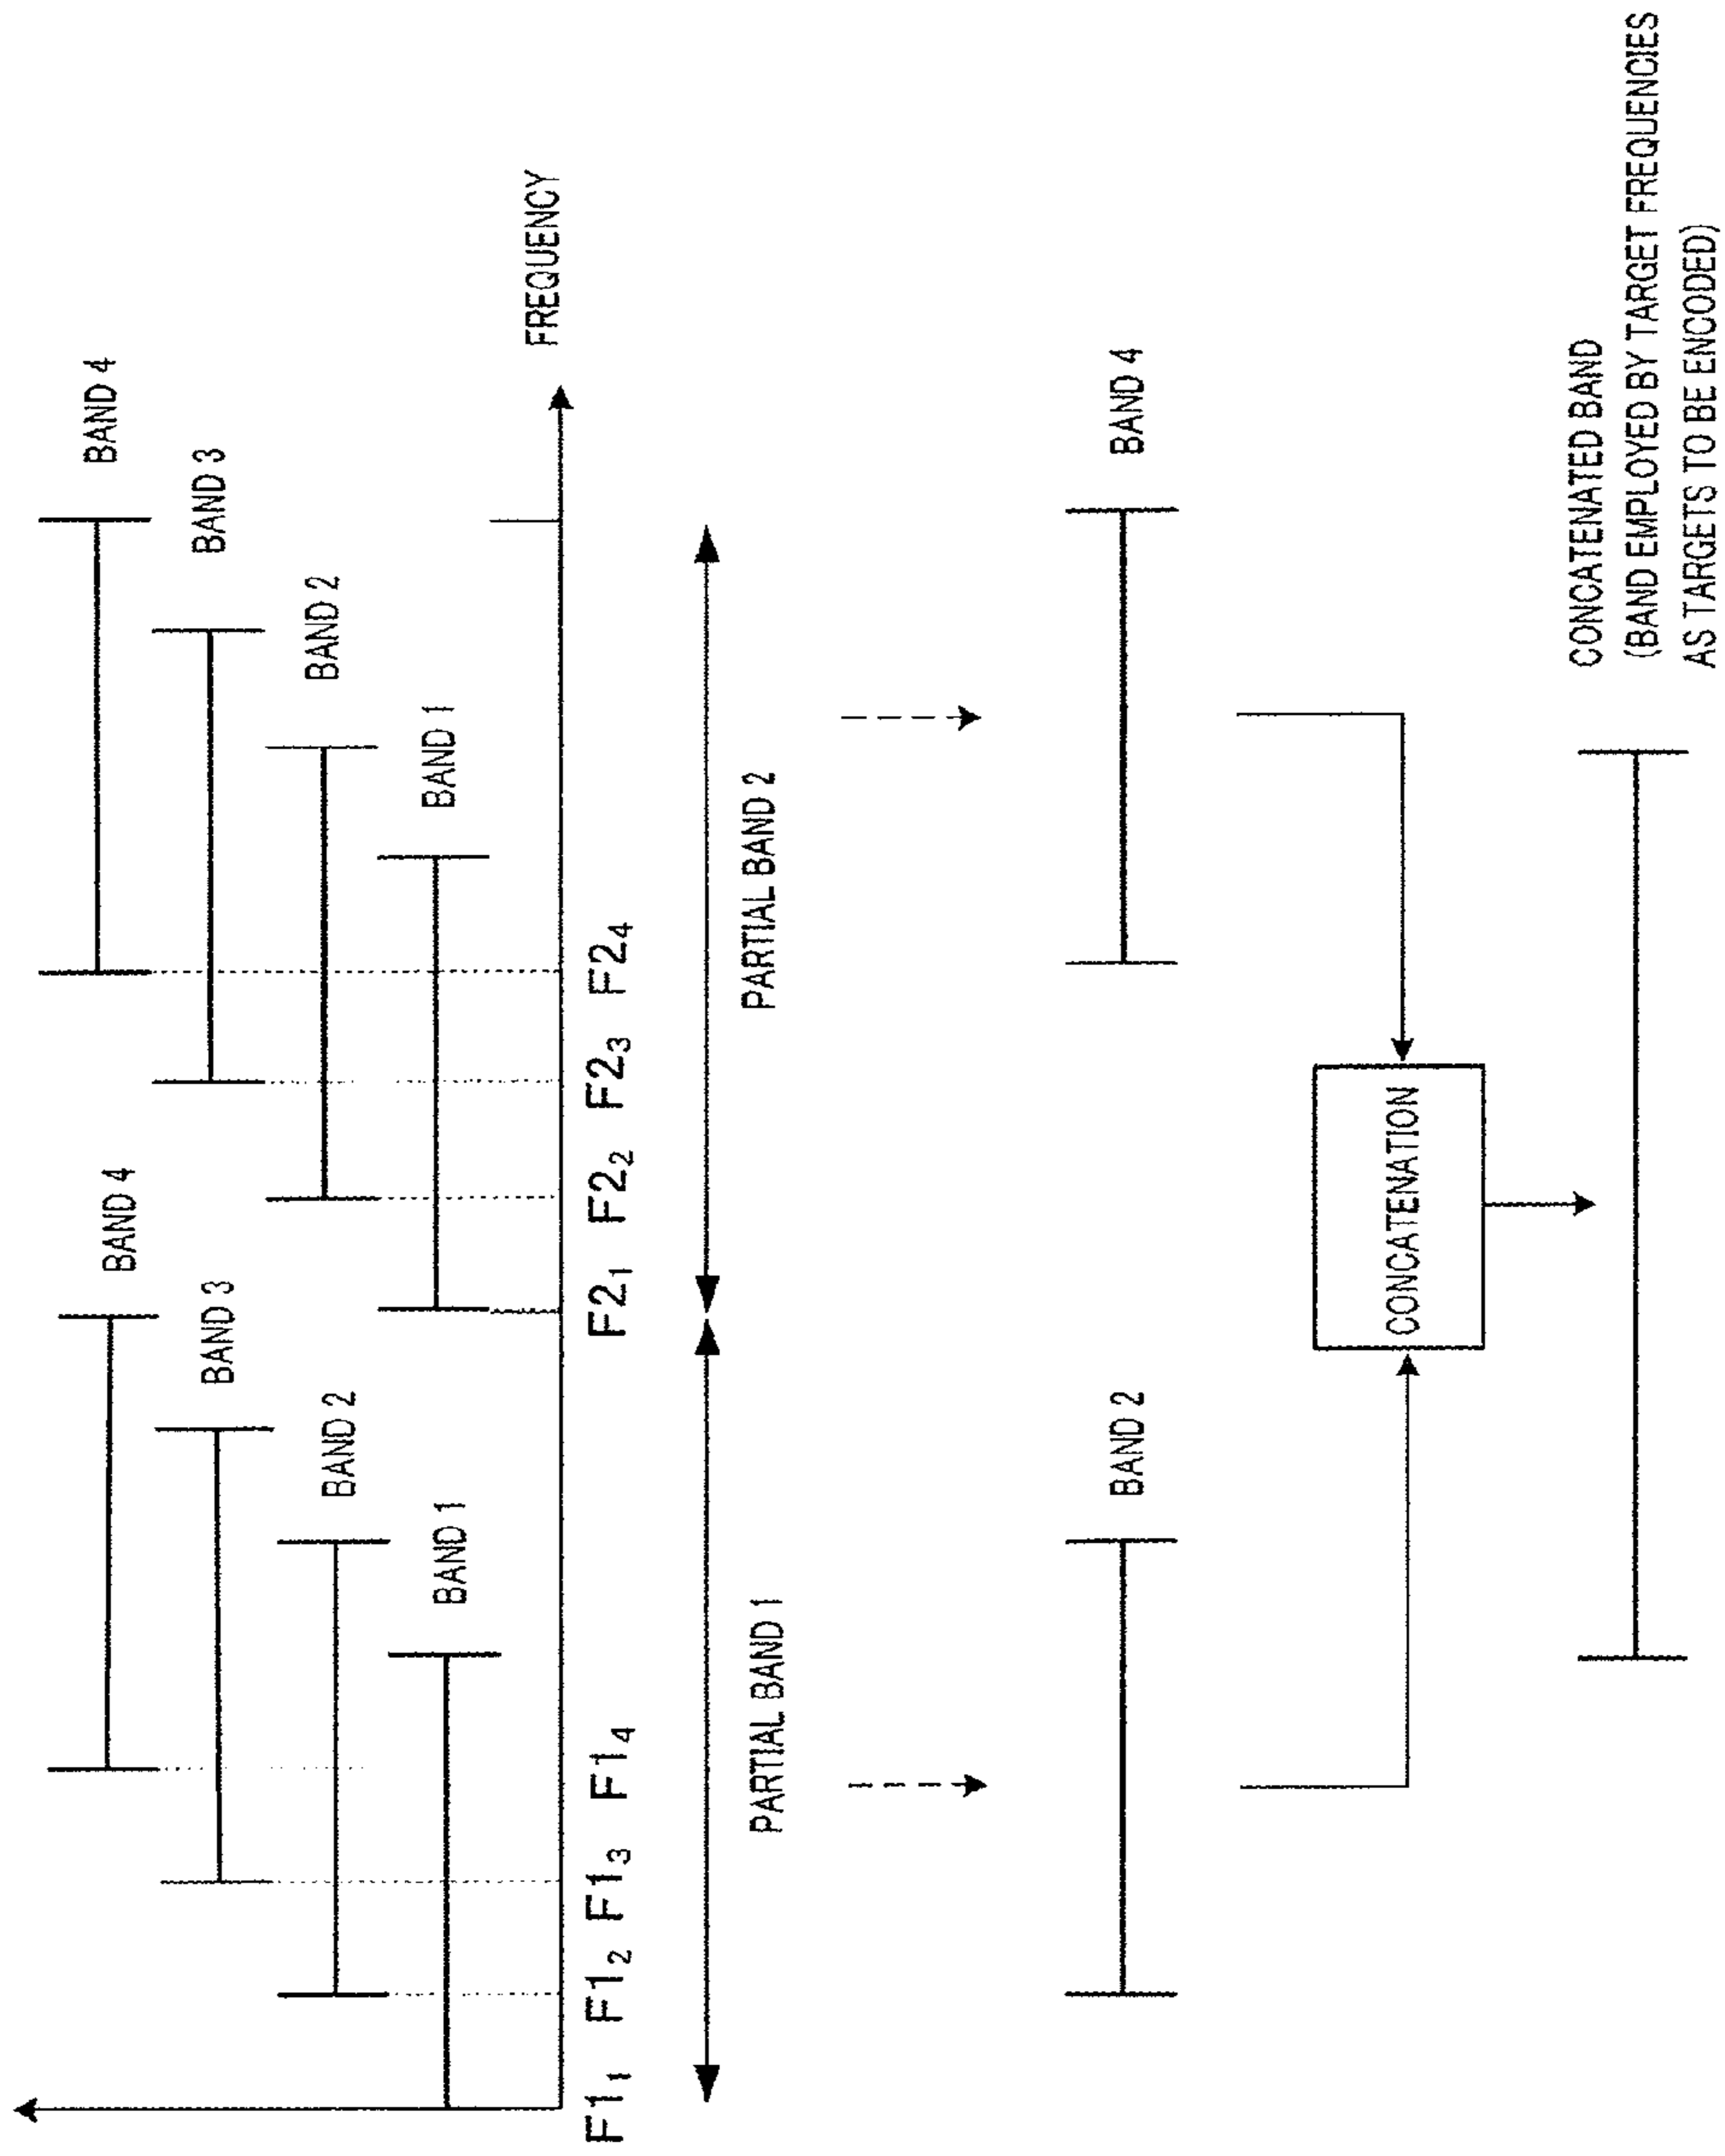 BAND 4
BAND 4
BAND 3
BAND 3
BAND 2
BAND 2
BAND 1
BAND 1
FREQUENCY
F1₁ F1₂ F1₃ F1₄ F2₁ F2₂ F2₃ F2₄
PARTIAL BAND 1
PARTIAL BAND 2
BAND 2
BAND 4
CONCATENATION
CONCATENATED BAND
(BAND EMPLOYED BY TARGET FREQUENCIES
AS TARGETS TO BE ENCODED)